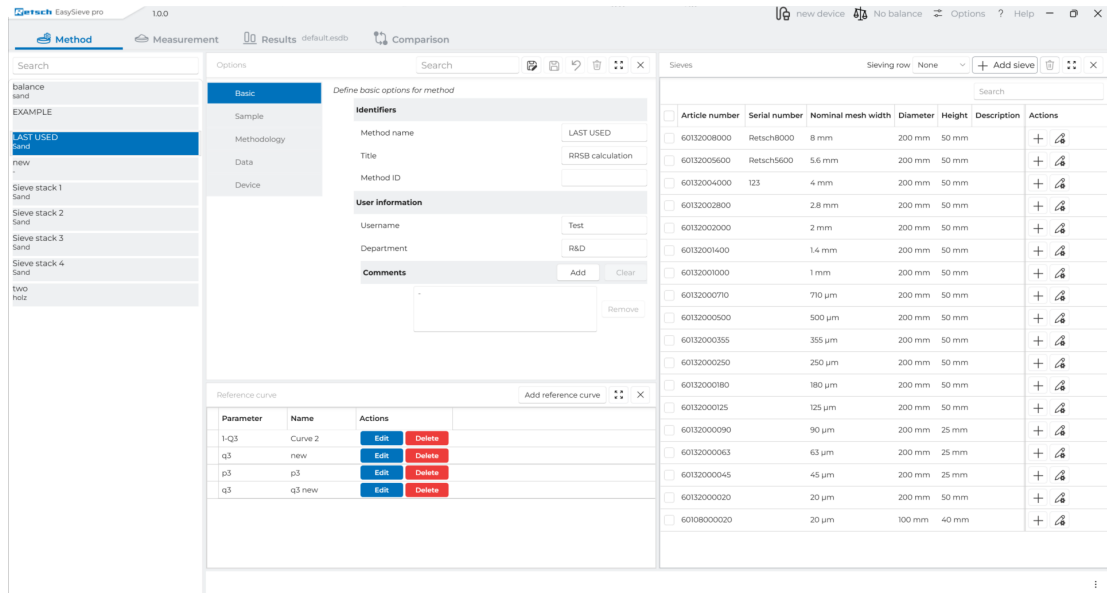 Retsch EasySieve pro 1.0.0 new device No balance Options ? Help
Method Measurement Results default.esdb Comparison
Search
balance
sand
EXAMPLE
LAST USED
Sand
new
-
Sieve stack 1
Sand
Sieve stack 2
Sand
Sieve stack 3
Sand
Sieve stack 4
Sand
two
holz
Options Search
Basic
Sample
Methodology
Data
Device
Define basic options for method
Identifiers
Method name LAST USED
Title RRSB calculation
Method ID
User information
Username Test
Department R&D
Comments Add Clear
-
Remove
Reference curve Add reference curve
Parameter Name Actions
1-Q3 Curve 2 Edit Delete
q3 new Edit Delete
p3 p3 Edit Delete
q3 q3 new Edit Delete
Sieves Sieving row None + Add sieve
Search
Article number Serial number Nominal mesh width Diameter Height Description Actions
60132008000 Retsch8000 8 mm 200 mm 50 mm
60132005600 Retsch5600 5.6 mm 200 mm 50 mm
60132004000 123 4 mm 200 mm 50 mm
60132002800 2.8 mm 200 mm 50 mm
60132002000 2 mm 200 mm 50 mm
60132001400 1.4 mm 200 mm 50 mm
60132001000 1 mm 200 mm 50 mm
60132000710 710 µm 200 mm 50 mm
60132000500 500 µm 200 mm 50 mm
60132000355 355 µm 200 mm 50 mm
60132000250 250 µm 200 mm 50 mm
60132000180 180 µm 200 mm 50 mm
60132000125 125 µm 200 mm 50 mm
60132000090 90 µm 200 mm 25 mm
60132000063 63 µm 200 mm 25 mm
60132000045 45 µm 200 mm 25 mm
60132000020 20 µm 200 mm 50 mm
60108000020 20 µm 100 mm 40 mm